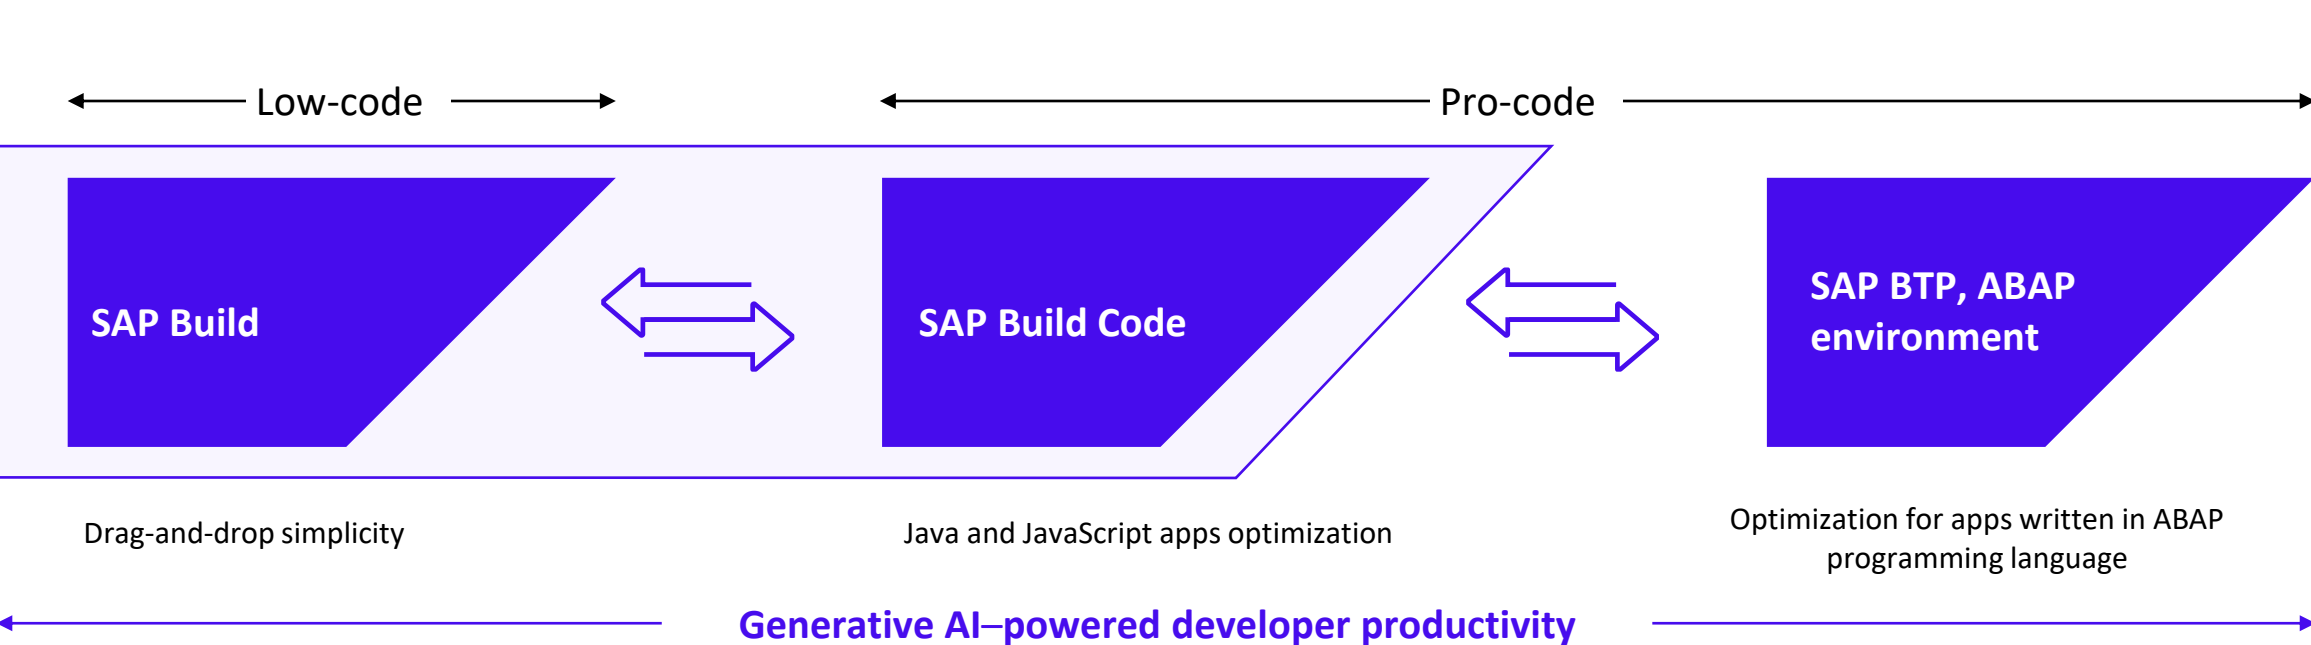 Low-code
Pro-code
SAP Build
SAP Build Code
SAP BTP, ABAP
environment
Drag-and-drop simplicity
Java and JavaScript apps optimization
Optimization for apps written in ABAP
programming language
Generative AI–powered developer productivity